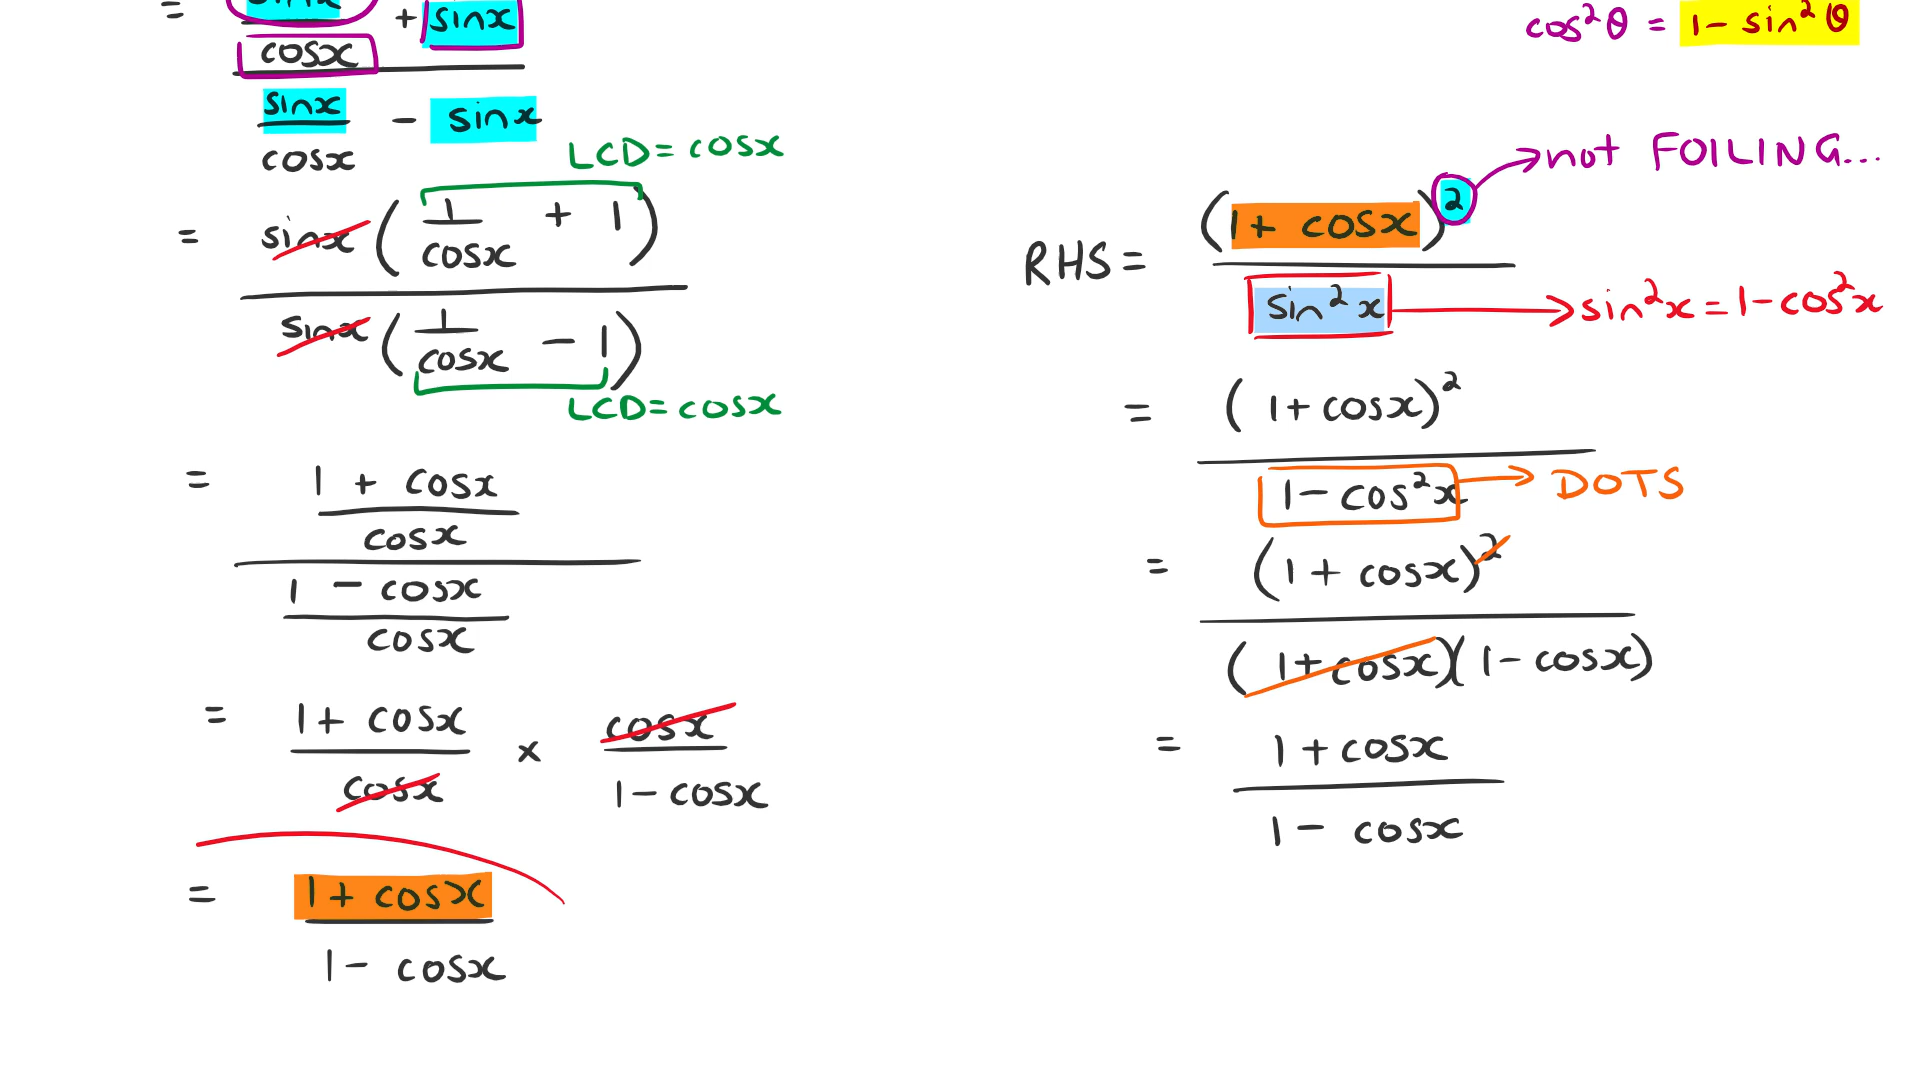 = sinx + sinx
cosx
sinx - sinx
cosx
LCD = cosx
= sinx ( 1 + 1 )
cosx
sinx ( 1 - 1 )
cosx
LCD = cosx
= 1 + cosx
cosx
1 - cosx
cosx
= 1 + cosx x cosx
cosx 1 - cosx
= 1 + cosx
1 - cosx
cos²θ = 1 - sin²θ
not FOILING...
RHS = (1 + cosx)²
sin²x sin²x = 1 - cos²x
= (1 + cosx)²
1 - cos²x DOTS
= (1 + cosx)²
(1 + cosx)(1 - cosx)
= 1 + cosx
1 - cosx